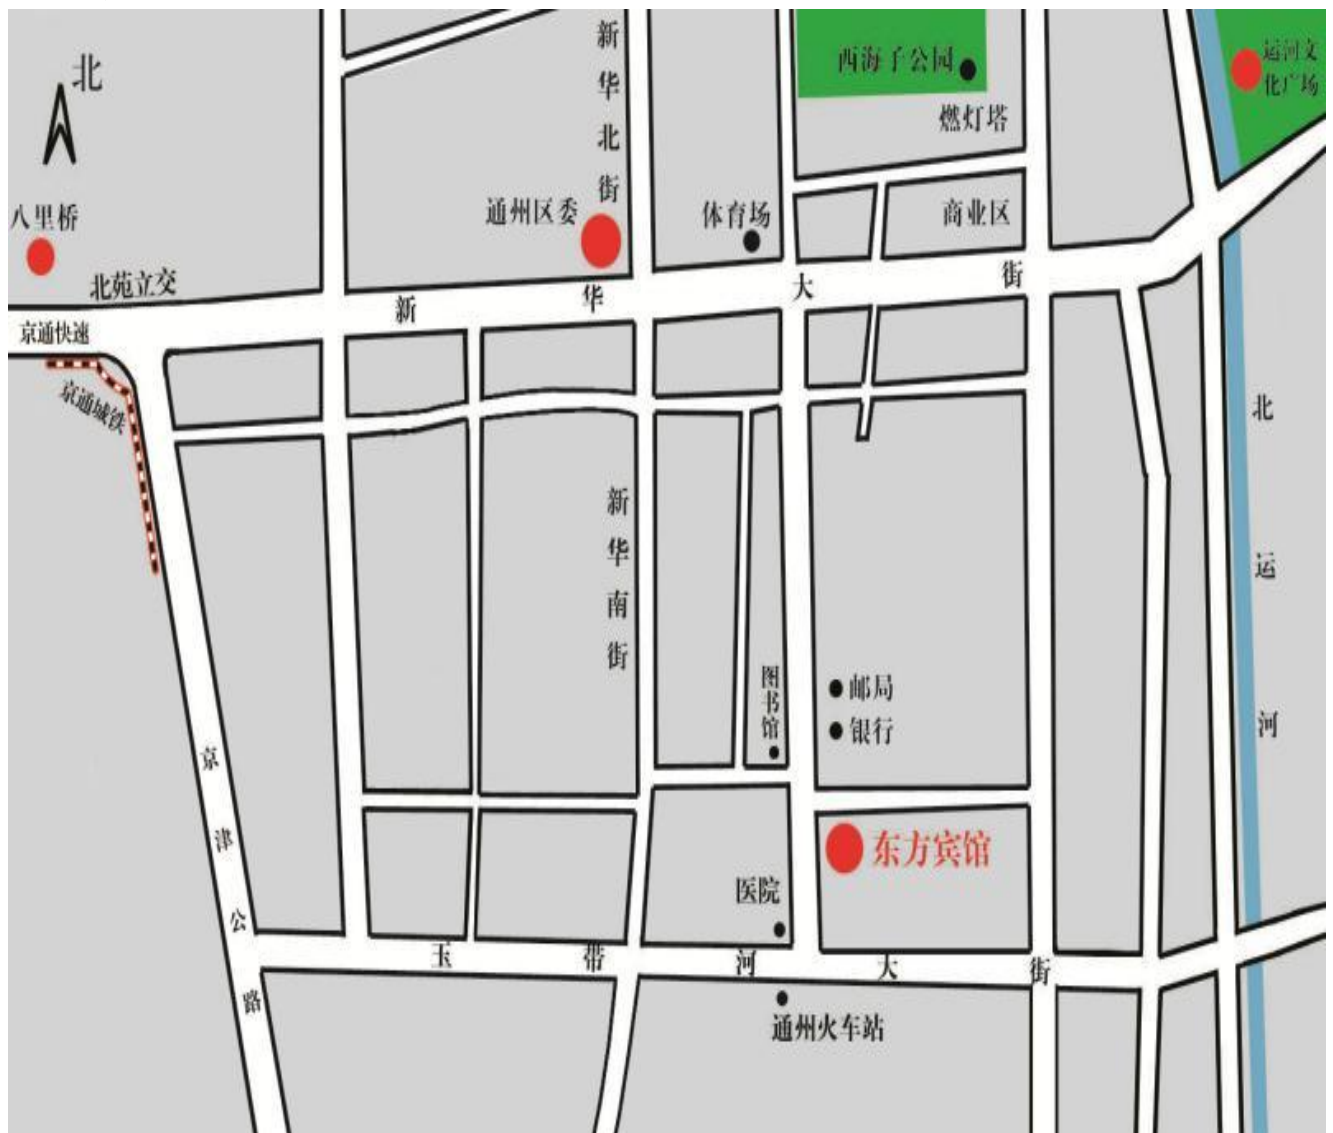 北
新华北街
西海子公园
运河文
化广场
燃灯塔
八里桥
通州区委
体育场
商业区
北苑立交
新华大街
京通快速
京通城铁
北运河
新华南街
图书馆
邮局
银行
京津公路
东方宾馆
医院
玉带河大街
通州火车站